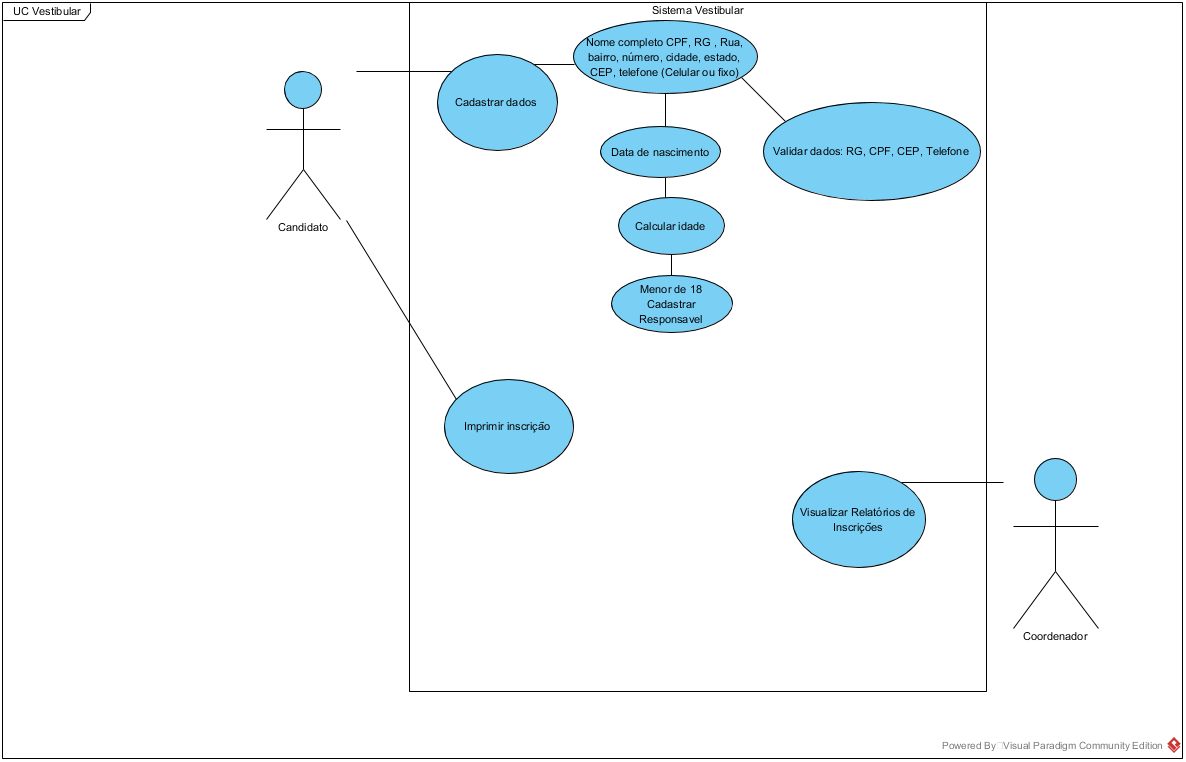 UC Vestibular
Sistema Vestibular
Nome completo CPF, RG , Rua,
bairro, número, cidade, estado,
CEP, telefone (Celular ou fixo)
Cadastrar dados
Data de nascimento
Validar dados: RG, CPF, CEP, Telefone
Candidato
Calcular idade
Menor de 18
Cadastrar
Responsavel
Imprimir inscrição
Visualizar Relatórios de
Inscrições
Coordenador
Powered By Visual Paradigm Community Edition